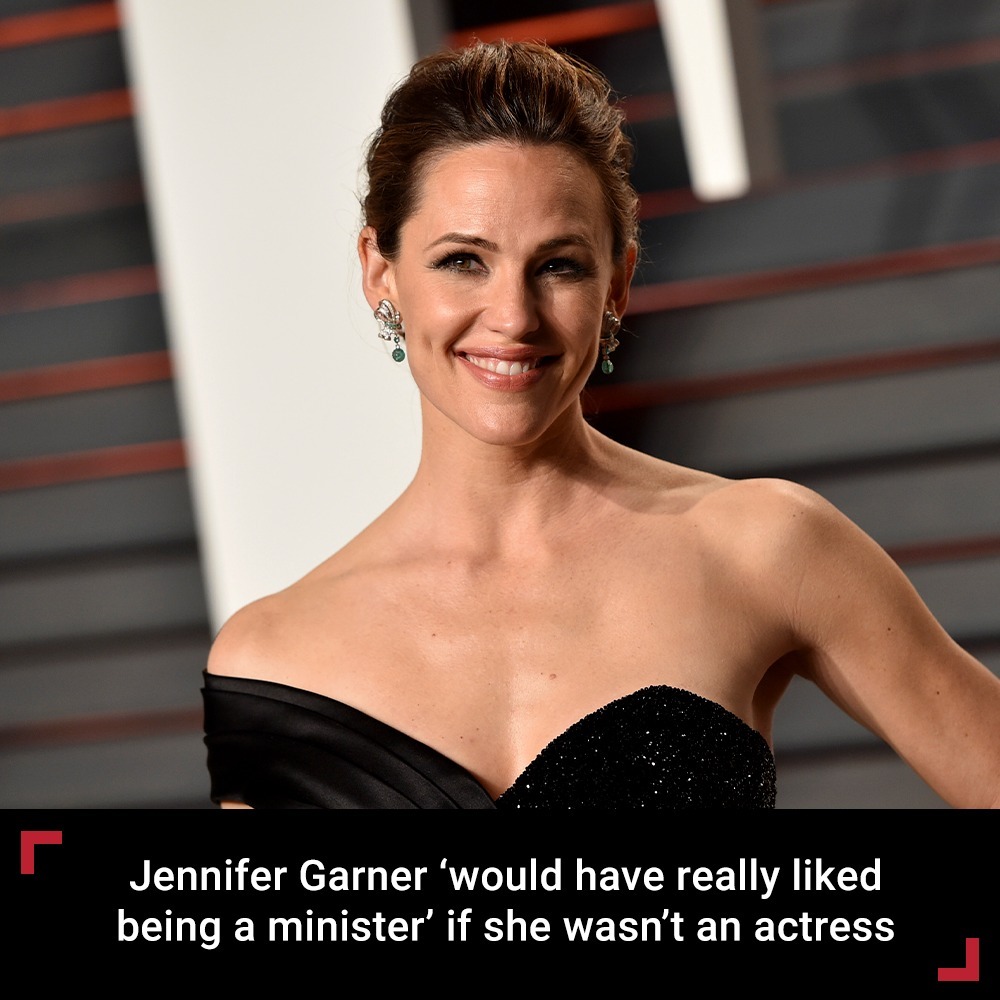 Jennifer Garner ‘would have really liked
being a minister’ if she wasn’t an actress